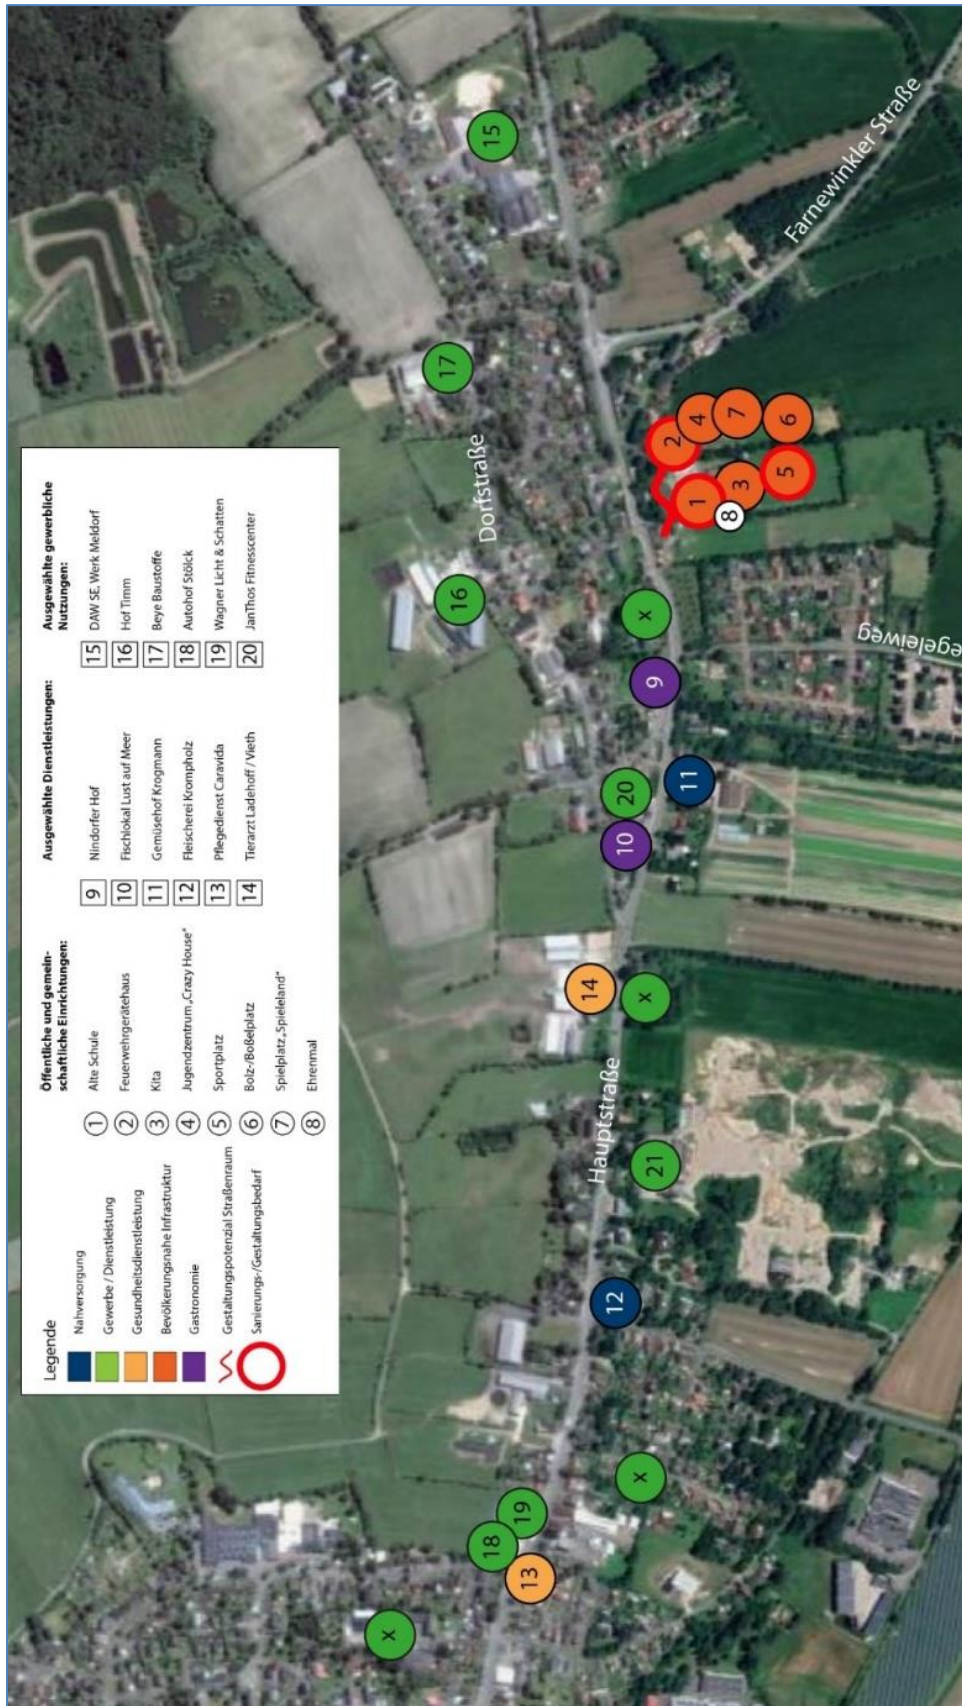 Legende
Nahversorgung
Gewerbe / Dienstleistung
Gesundheitsdienstleistung
Bevölkerungsnahe Infrastruktur
Gastronomie
Gestaltungspotenzial Straßenraum
Sanierungs-/Gestaltungsbedarf
Öffentliche und gemein-
schaftliche Einrichtungen:
1 Alte Schule
2 Feuerwehrgerätehaus
3 Kita
4 Jugendzentrum „Crazy House“
5 Sportplatz
6 Bolz-/Boßelplatz
7 Spielplatz „Spieleland“
8 Ehrenmal
Ausgewählte Dienstleistungen:
9 Nindorfer Hof
10 Fischlokal Lust auf Meer
11 Gemüsehof Krogmann
12 Fleischerei Krompholz
13 Pflegedienst Caravida
14 Tierarzt Ladehoff / Vieth
Ausgewählte gewerbliche
Nutzungen:
15 DAW SE, Werk Meldorf
16 Hof Timm
17 Beye Baustoffe
18 Autohof Stölck
19 Wagner Licht & Schatten
20 JanThos Fitnesscenter
x
13
18
19
x
12
21
Hauptstraße
14
x
10
20
11
9
x
16
Dorfstraße
17
15
1
2
3
4
5
6
7
8
egeleiweg
Farnewinkler Straße